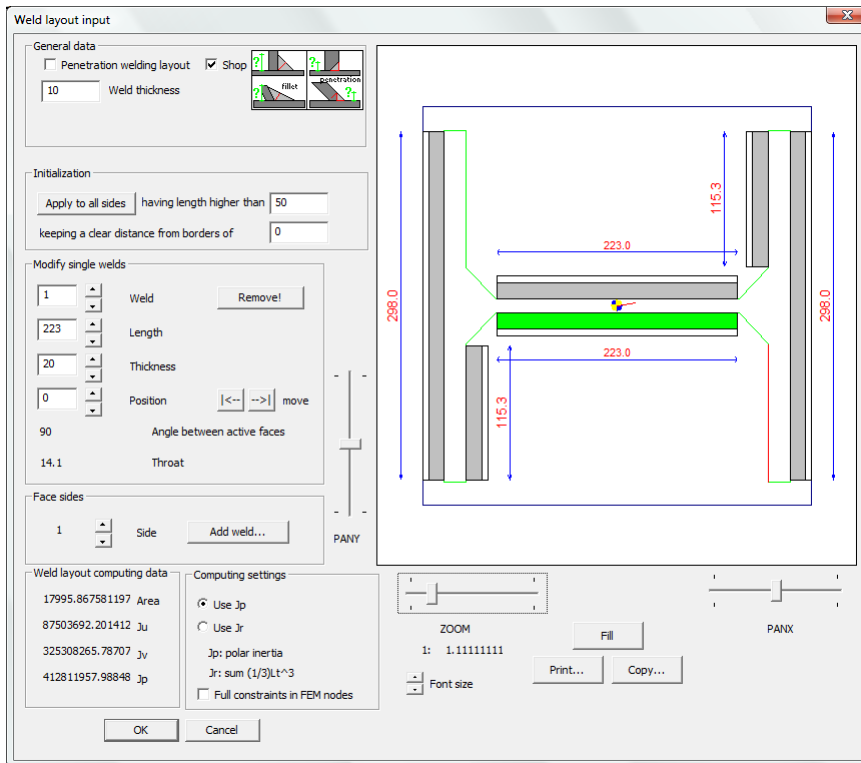 Weld layout input
General data
Penetration welding layout
Shop
10 Weld thickness
? ? fillet penetration ? ?
Initialization
Apply to all sides having length higher than 50
keeping a clear distance from borders of 0
Modify single welds
1 Weld Remove!
223 Length
20 Thickness
0 Position |<-- -->| move
90 Angle between active faces
14.1 Throat
Face sides
1 Side Add weld...
PANY
298.0
115.3
223.0
223.0
115.3
298.0
Weld layout computing data
17995.867581197 Area
87503692.201412 Ju
325308265.78707 Jv
412811957.98848 Jp
Computing settings
Use Jp
Use Jr
Jp: polar inertia
Jr: sum (1/3)Lt^3
Full constraints in FEM nodes
ZOOM
1: 1.11111111
Font size
Fill
Print... Copy...
PANX
OK Cancel